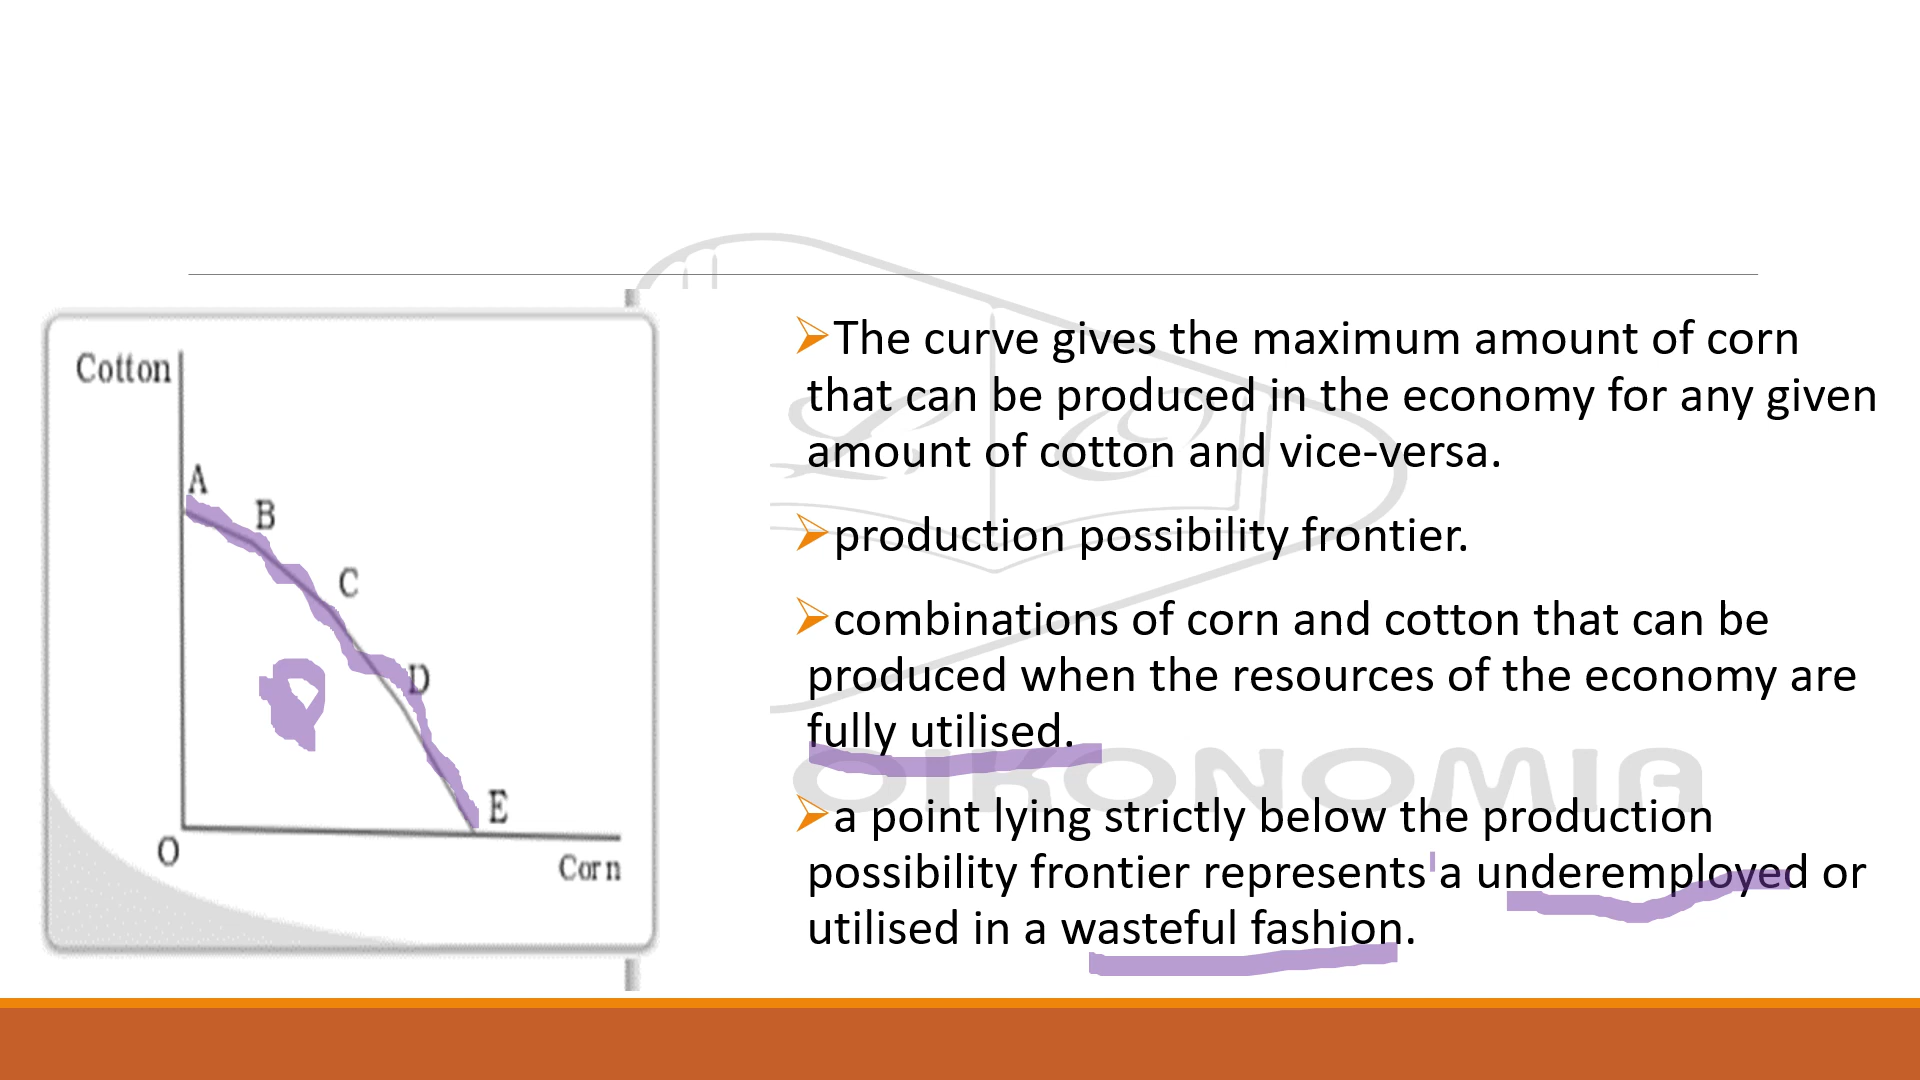 Cotton
A
B
C
D
E
O
Corn
The curve gives the maximum amount of corn
that can be produced in the economy for any given
amount of cotton and vice-versa.
production possibility frontier.
combinations of corn and cotton that can be
produced when the resources of the economy are
fully utilised.
OIKONOMIA
a point lying strictly below the production
possibility frontier represents a underemployed or
utilised in a wasteful fashion.